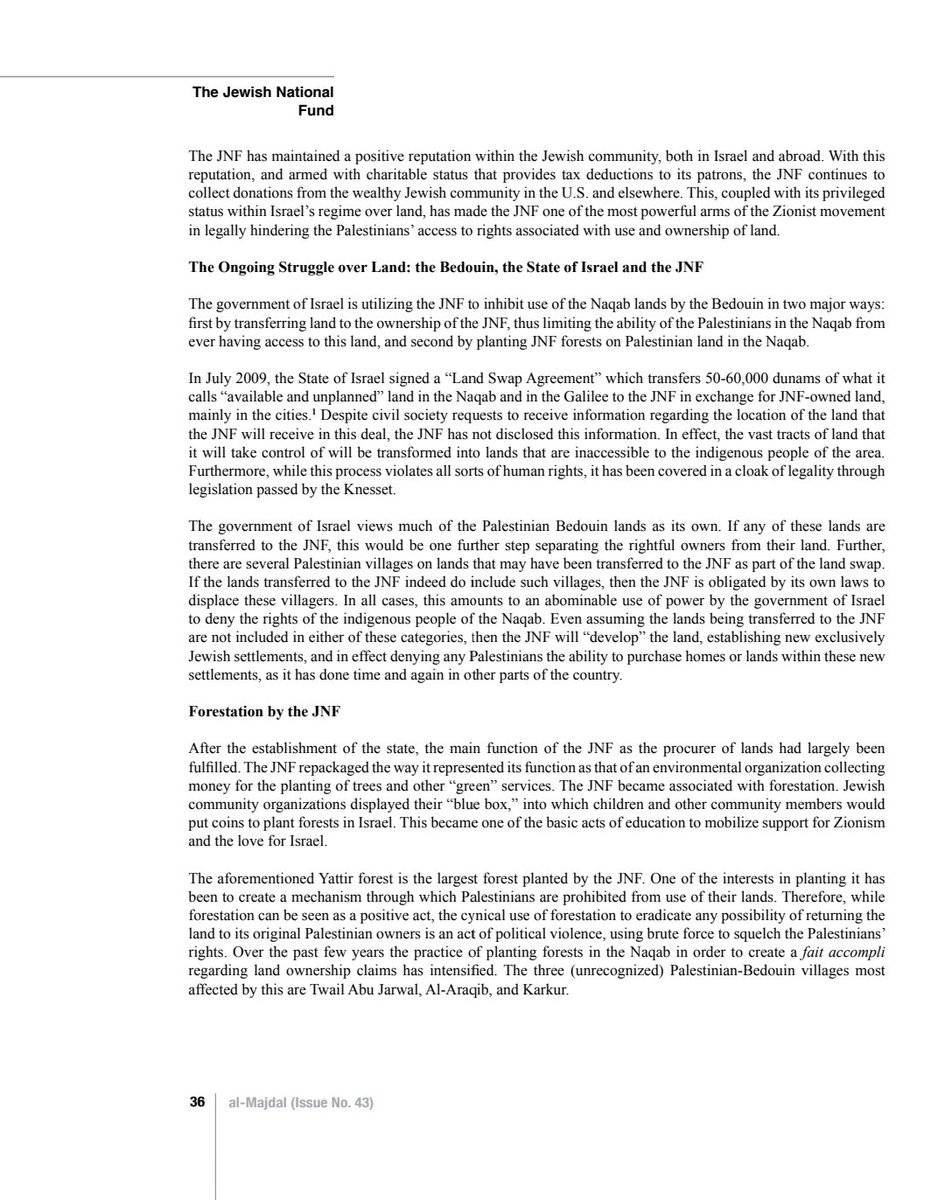 The Jewish National
Fund
The JNF has maintained a positive reputation within the Jewish community, both in Israel and abroad. With this
reputation, and armed with charitable status that provides tax deductions to its patrons, the JNF continues to
collect donations from the wealthy Jewish community in the U.S. and elsewhere. This, coupled with its privileged
status within Israel’s regime over land, has made the JNF one of the most powerful arms of the Zionist movement
in legally hindering the Palestinians’ access to rights associated with use and ownership of land.
The Ongoing Struggle over Land: the Bedouin, the State of Israel and the JNF
The government of Israel is utilizing the JNF to inhibit use of the Naqab lands by the Bedouin in two major ways:
first by transferring land to the ownership of the JNF, thus limiting the ability of the Palestinians in the Naqab from
ever having access to this land, and second by planting JNF forests on Palestinian land in the Naqab.
In July 2009, the State of Israel signed a “Land Swap Agreement” which transfers 50-60,000 dunams of what it
calls “available and unplanned” land in the Naqab and in the Galilee to the JNF in exchange for JNF-owned land,
mainly in the cities.¹ Despite civil society requests to receive information regarding the location of the land that
the JNF will receive in this deal, the JNF has not disclosed this information. In effect, the vast tracts of land that
it will take control of will be transformed into lands that are inaccessible to the indigenous people of the area.
Furthermore, while this process violates all sorts of human rights, it has been covered in a cloak of legality through
legislation passed by the Knesset.
The government of Israel views much of the Palestinian Bedouin lands as its own. If any of these lands are
transferred to the JNF, this would be one further step separating the rightful owners from their land. Further,
there are several Palestinian villages on lands that may have been transferred to the JNF as part of the land swap.
If the lands transferred to the JNF indeed do include such villages, then the JNF is obligated by its own laws to
displace these villagers. In all cases, this amounts to an abominable use of power by the government of Israel
to deny the rights of the indigenous people of the Naqab. Even assuming the lands being transferred to the JNF
are not included in either of these categories, then the JNF will “develop” the land, establishing new exclusively
Jewish settlements, and in effect denying any Palestinians the ability to purchase homes or lands within these new
settlements, as it has done time and again in other parts of the country.
Forestation by the JNF
After the establishment of the state, the main function of the JNF as the procurer of lands had largely been
fulfilled. The JNF repackaged the way it represented its function as that of an environmental organization collecting
money for the planting of trees and other “green” services. The JNF became associated with forestation. Jewish
community organizations displayed their “blue box,” into which children and other community members would
put coins to plant forests in Israel. This became one of the basic acts of education to mobilize support for Zionism
and the love for Israel.
The aforementioned Yattir forest is the largest forest planted by the JNF. One of the interests in planting it has
been to create a mechanism through which Palestinians are prohibited from use of their lands. Therefore, while
forestation can be seen as a positive act, the cynical use of forestation to eradicate any possibility of returning the
land to its original Palestinian owners is an act of political violence, using brute force to squelch the Palestinians’
rights. Over the past few years the practice of planting forests in the Naqab in order to create a fait accompli
regarding land ownership claims has intensified. The three (unrecognized) Palestinian-Bedouin villages most
affected by this are Twail Abu Jarwal, Al-Araqib, and Karkur.
36 al-Majdal (Issue No. 43)